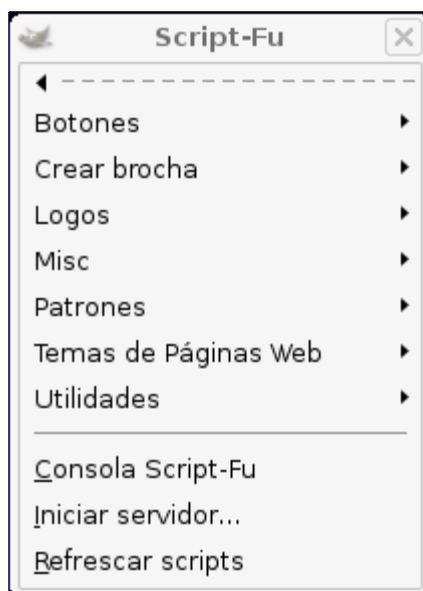 Script-Fu
Botones
Crear brocha
Logos
Misc
Patrones
Temas de Páginas Web
Utilidades
Consola Script-Fu
Iniciar servidor...
Refrescar scripts